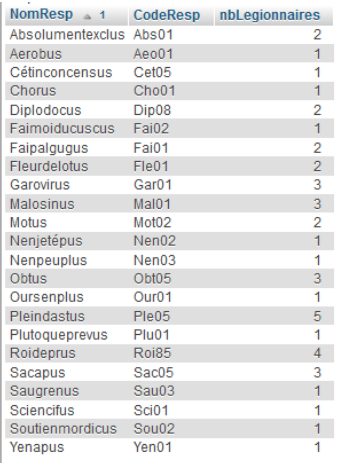 NomResp 1 CodeResp nbLegionnaires
Absolumentexclus Abs01 2
Aerobus Aeo01 1
Cétinconcensus Cet05 1
Chorus Cho01 1
Diplodocus Dip08 2
Faimoiducuscus Fai02 1
Faipalgugus Fai01 2
Fleurdelotus Fle01 2
Garovirus Gar01 3
Malosinus Mal01 3
Motus Mot02 2
Nenjetépus Nen02 1
Nenpeuplus Nen03 1
Obtus Obt05 3
Oursenplus Our01 1
Pleindastus Ple05 5
Plutoqueprevus Plu01 1
Roideprus Roi85 4
Sacapus Sac05 3
Saugrenus Sau03 1
Sciencifus Sci01 1
Soutienmordicus Sou02 1
Yenapus Yen01 1